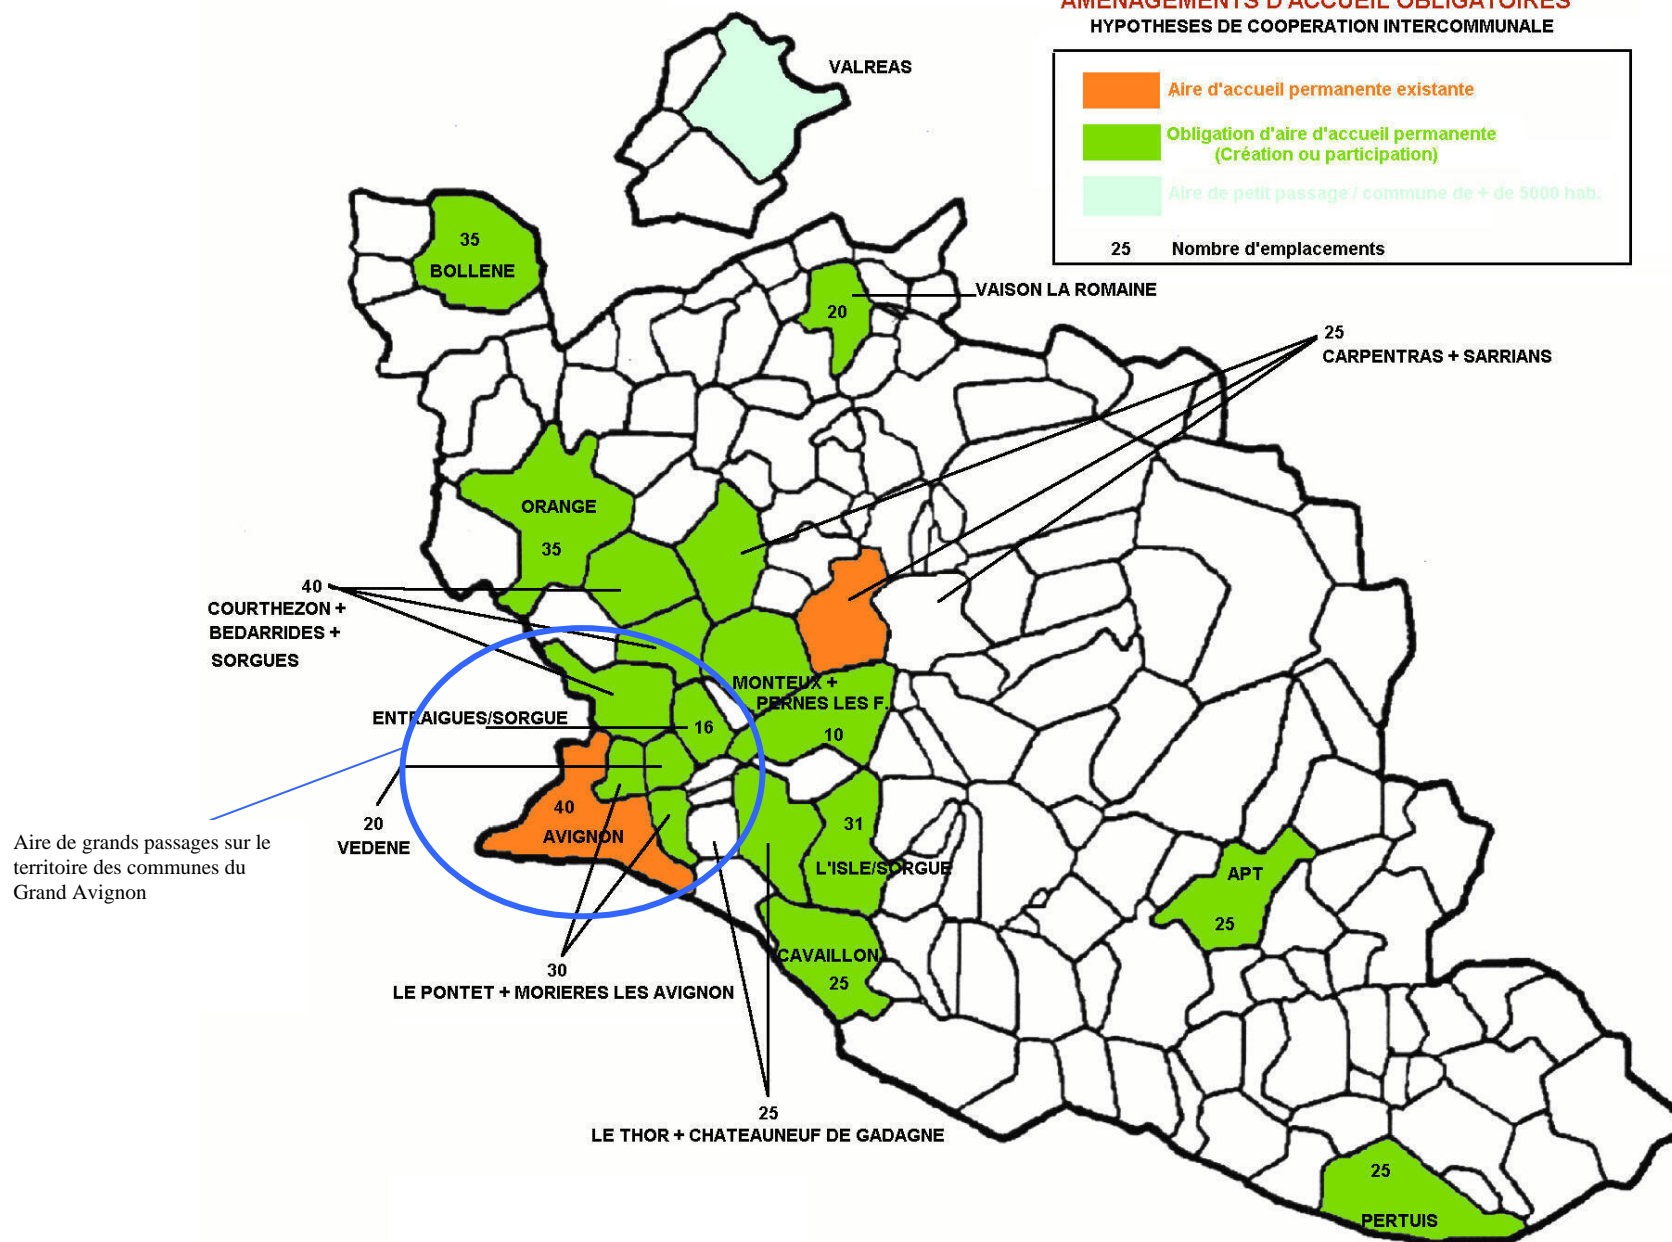 AMENAGEMENTS D'ACCUEIL OBLIGATOIRES
HYPOTHESES DE COOPERATION INTERCOMMUNALE
VALREAS
Aire d'accueil permanente existante
Obligation d'aire d'accueil permanente
(Création ou participation)
Aire de petit passage / commune de + de 5000 hab.
25 Nombre d'emplacements
35
BOLLENE
VAISON LA ROMAINE
20
25
CARPENTRAS + SARRIANS
ORANGE
35
40
COURTHEZON +
BEDARRIDES +
SORGUES
MONTEUX +
PERNES LES F.
10
ENTRAIGUES/SORGUE
16
40
AVIGNON
20
VEDENE
Aire de grands passages sur le
territoire des communes du
Grand Avignon
31
L'ISLE/SORGUE
APT
25
CAVAILLON
25
30
LE PONTET + MORIERES LES AVIGNON
25
LE THOR + CHATEAUNEUF DE GADAGNE
25
PERTUIS